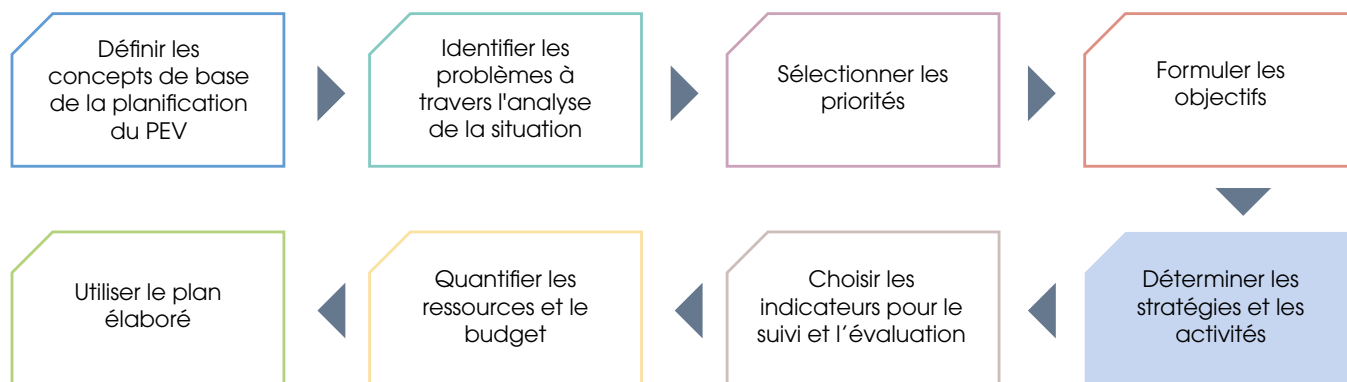 Définir les
concepts de base
de la planification
du PEV
Identifier les
problèmes à
travers l'analyse
de la situation
Sélectionner les
priorités
Formuler les
objectifs
Déterminer les
stratégies et les
activités
Choisir les
indicateurs pour le
suivi et l’évaluation
Quantifier les
ressources et le
budget
Utiliser le plan
élaboré